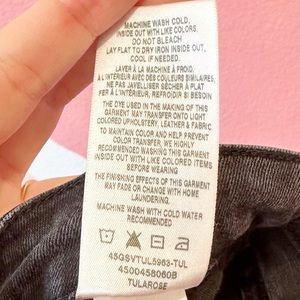 MACHINE WASH COLD,
INSIDE OUT WITH LIKE COLORS,
DO NOT BLEACH
LAY FLAT TO DRY IRON INSIDE OUT,
COOL IF NEEDED.
LAVER À LA MACHINE À FROID,
À L'INTÉRIEUR AVEC DES COULEURS SIMILAIRES,
NE PAS JAVELLISER SÉCHER À PLAT
FER À L'INTÉRIEUR, REFROIDIR SI BESOIN
THE DYE USED IN THE MAKING OF THIS
GARMENT MAY TRANSFER ONTO LIGHT
COLORED UPHOLSTERY, LEATHER & FABRIC.
TO MAINTAIN COLOR AND HELP PREVENT
COLOR TRANSFER, WE HIGHLY
RECOMMENDED WASHING THIS GARMENT
INSIDE OUT WITH LIKE COLORED ITEMS
BEFORE WEARING
THE FINISHING EFFECTS OF THIS GARMENT
MAY FADE OR CHANGE WITH HOME
LAUNDERING.
MACHINE WASH WITH COLD WATER
RECOMMENDED
45GSVTUL5963-TUL
4500458060B
TULAROSE